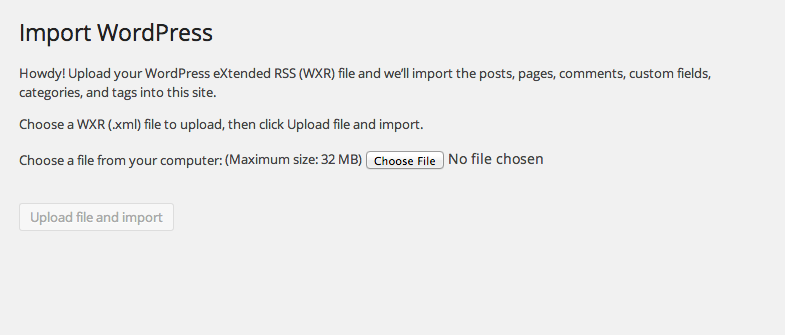 Import WordPress
Howdy! Upload your WordPress eXtended RSS (WXR) file and we’ll import the posts, pages, comments, custom fields,
categories, and tags into this site.
Choose a WXR (.xml) file to upload, then click Upload file and import.
Choose a file from your computer: (Maximum size: 32 MB) Choose File No file chosen
Upload file and import